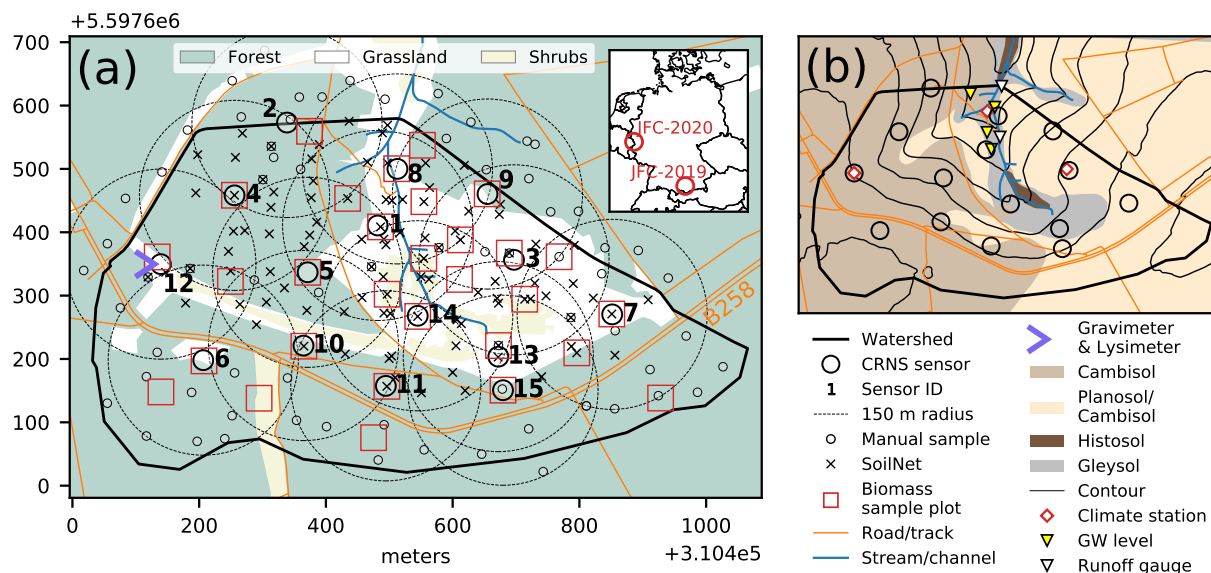 +5.5976e6
(a)
Forest
Grassland
Shrubs
JFC-2020
JFC-2019
700
600
500
400
300
200
100
0
2
8
4
9
1
3
12
5
14
7
10
13
6
11
15
B258
0
200
400
600
800
1000
meters
+3.104e5
(b)
Watershed
CRNS sensor
1
Sensor ID
150 m radius
Manual sample
SoilNet
Biomass
sample plot
Road/track
Stream/channel
Gravimeter
& Lysimeter
Cambisol
Planosol/
Cambisol
Histosol
Gleysol
Contour
Climate station
GW level
Runoff gauge